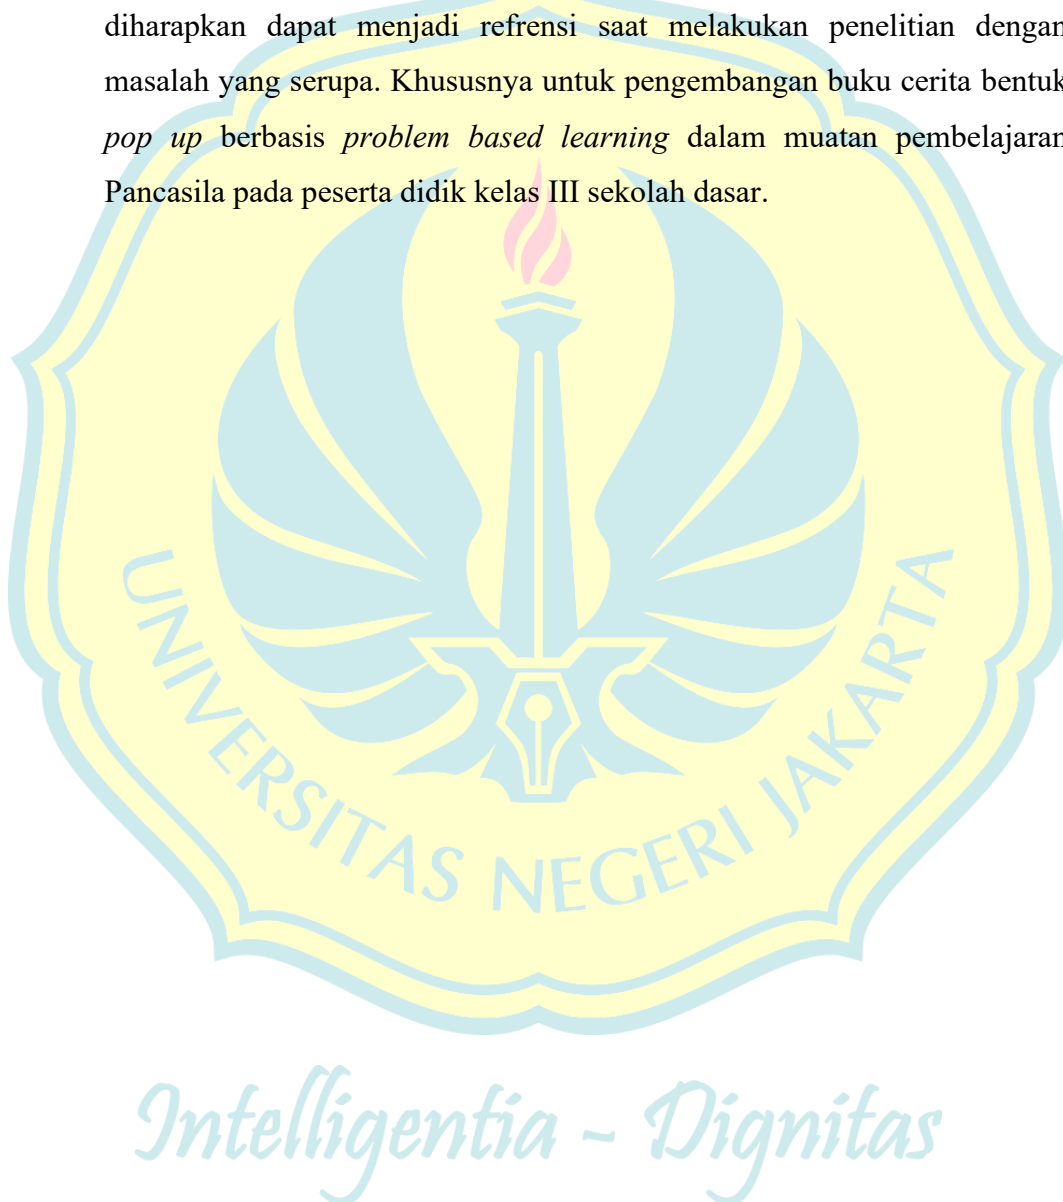 diharapkan dapat menjadi refrensi saat melakukan penelitian dengan
masalah yang serupa. Khususnya untuk pengembangan buku cerita bentuk
pop up berbasis problem based learning dalam muatan pembelajaran
Pancasila pada peserta didik kelas III sekolah dasar.
UNIVERSITAS NEGERI JAKARTA
Intelligentia - Dignitas